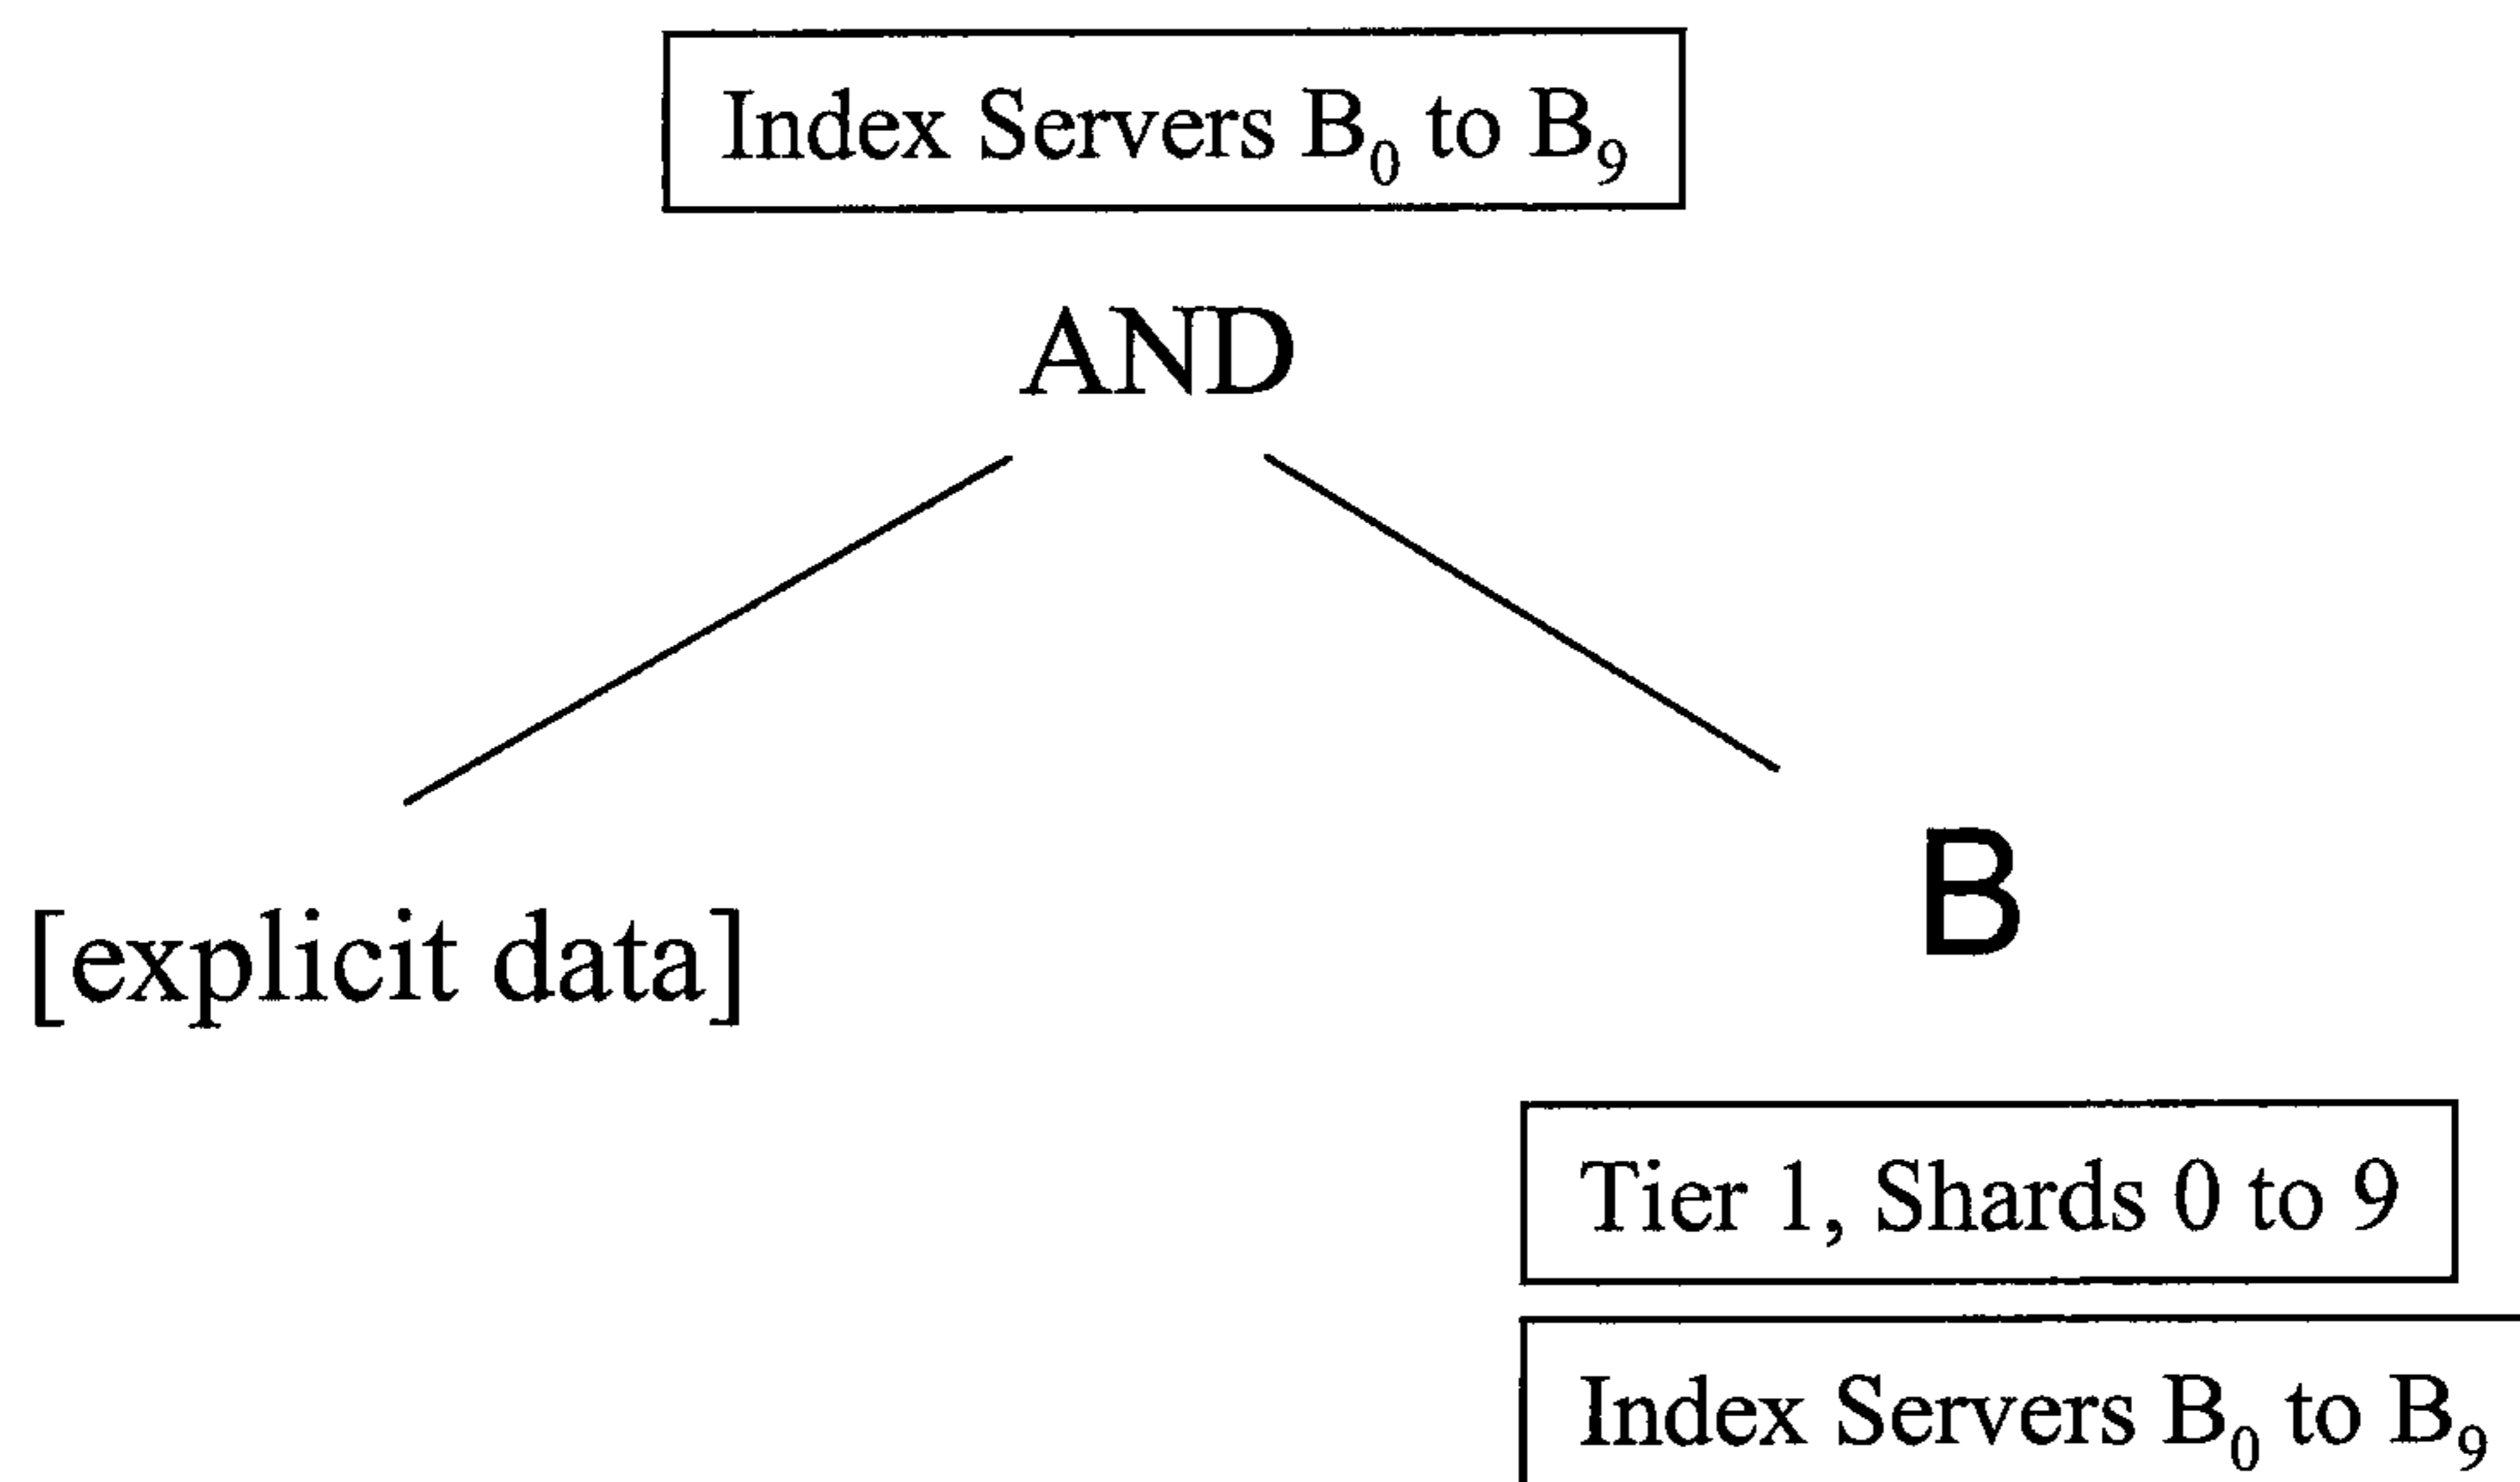 Index Servers B₀ to B₉
AND
[explicit data]
B
Tier 1, Shards 0 to 9
Index Servers B₀ to B₉